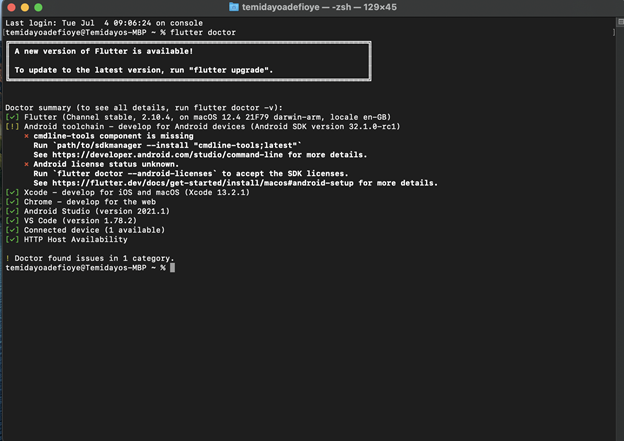 temidayoadefioye — -zsh — 129×45
Last login: Tue Jul  4 09:06:24 on console
[temidayoadefioye@Temidayos-MBP ~ % flutter doctor ]
A new version of Flutter is available!
To update to the latest version, run "flutter upgrade".
Doctor summary (to see all details, run flutter doctor -v):
[✓] Flutter (Channel stable, 2.10.4, on macOS 12.4 21F79 darwin-arm, locale en-GB)
[!] Android toolchain - develop for Android devices (Android SDK version 32.1.0-rc1)
✗ cmdline-tools component is missing
Run `path/to/sdkmanager --install "cmdline-tools;latest"`
See https://developer.android.com/studio/command-line for more details.
✗ Android license status unknown.
Run `flutter doctor --android-licenses` to accept the SDK licenses.
See https://flutter.dev/docs/get-started/install/macos#android-setup for more details.
[✓] Xcode - develop for iOS and macOS (Xcode 13.2.1)
[✓] Chrome - develop for the web
[✓] Android Studio (version 2021.1)
[✓] VS Code (version 1.78.2)
[✓] Connected device (1 available)
[✓] HTTP Host Availability
! Doctor found issues in 1 category.
temidayoadefioye@Temidayos-MBP ~ %